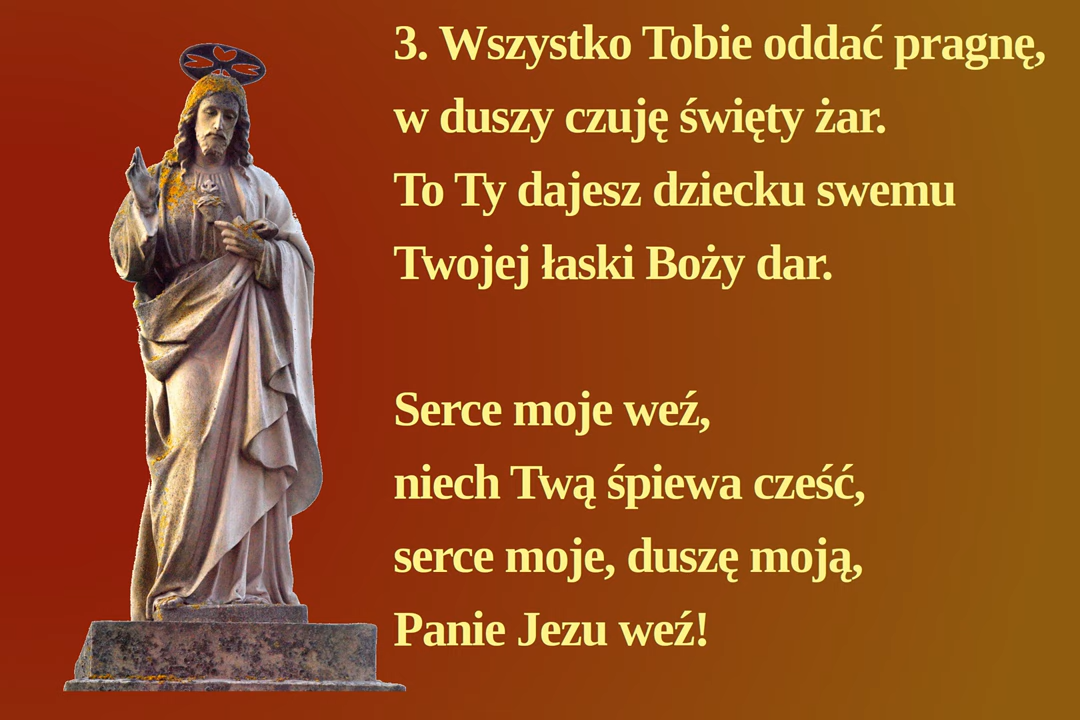 3. Wszystko Tobie oddać pragnę,
w duszy czuję święty żar.
To Ty dajesz dziecku swemu
Twojej łaski Boży dar.
Serce moje weź,
niech Twą śpiewa cześć,
serce moje, duszę moją,
Panie Jezu weź!